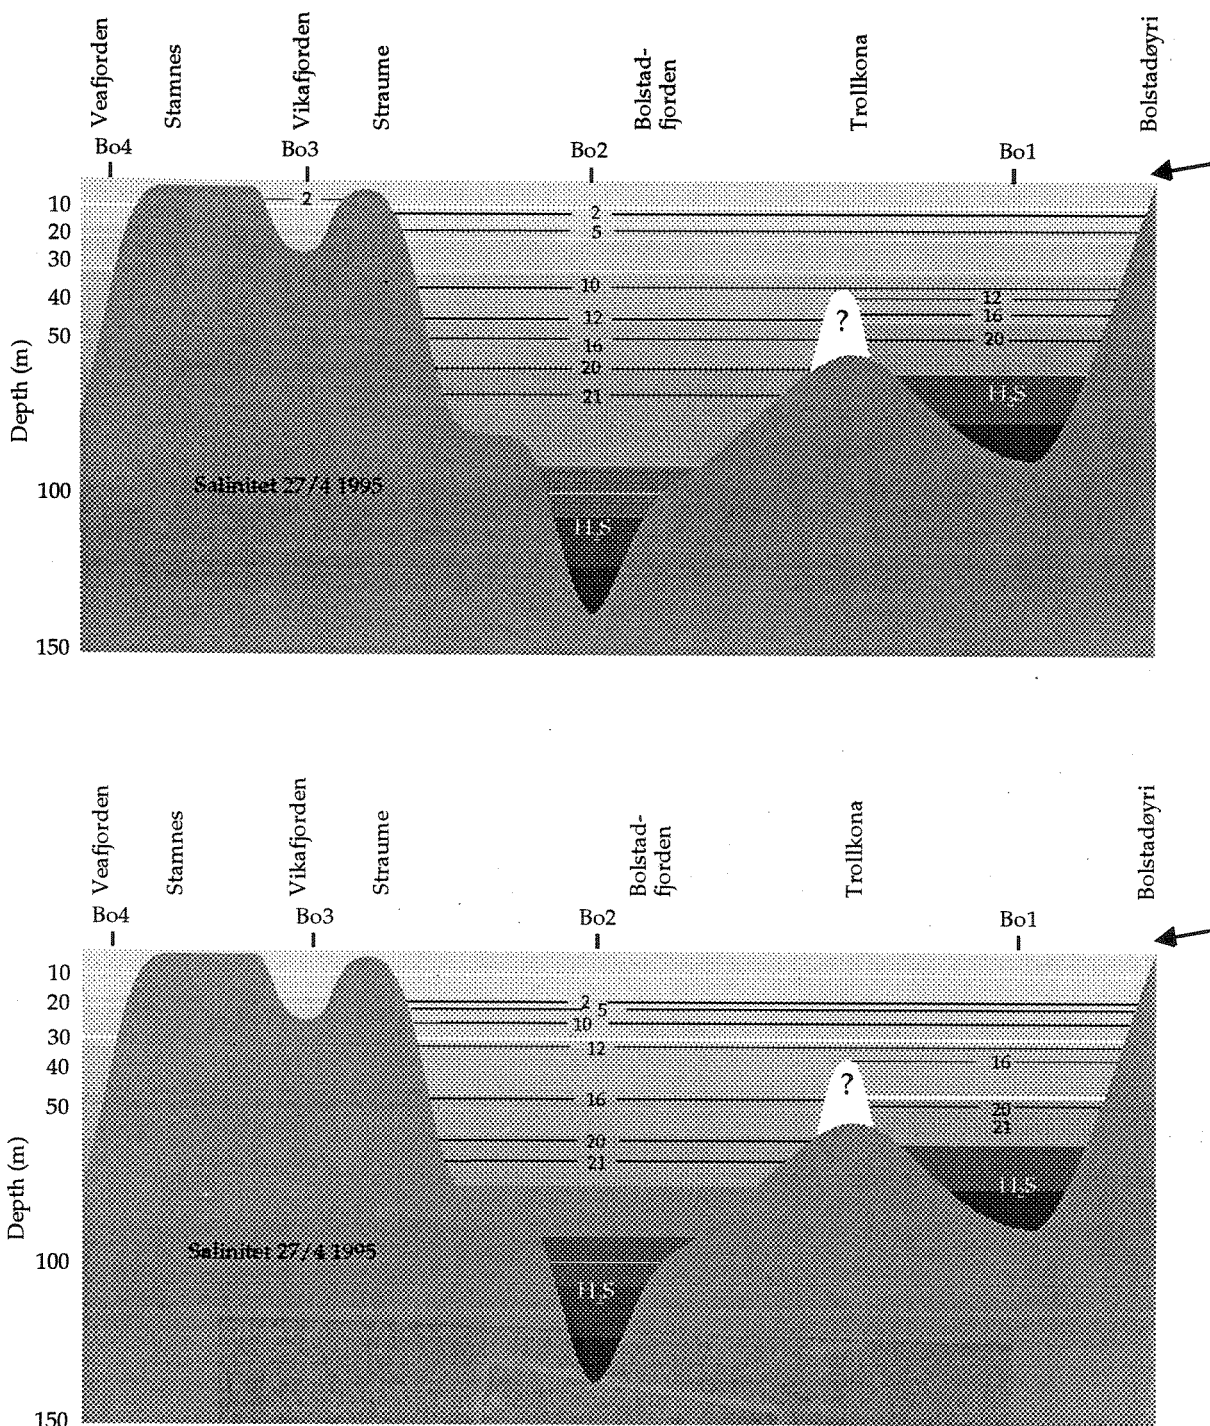 Veafjorden
Stamnes
Vikafjorden
Straume
Bolstad-
fjorden
Trollkona
Bolstadøyri
Bo4
Bo3
Bo2
Bo1
10
20
30
40
50
100
150
Depth (m)
2
2
5
10
12
16
20
21
12
16
20
?
H₂S
H₂S
Salinitet 27/4 1995
Veafjorden
Stamnes
Vikafjorden
Straume
Bolstad-
fjorden
Trollkona
Bolstadøyri
Bo4
Bo3
Bo2
Bo1
10
20
30
40
50
100
150
Depth (m)
2
5
10
12
16
20
21
16
20
21
?
H₂S
H₂S
Salinitet 27/4 1995